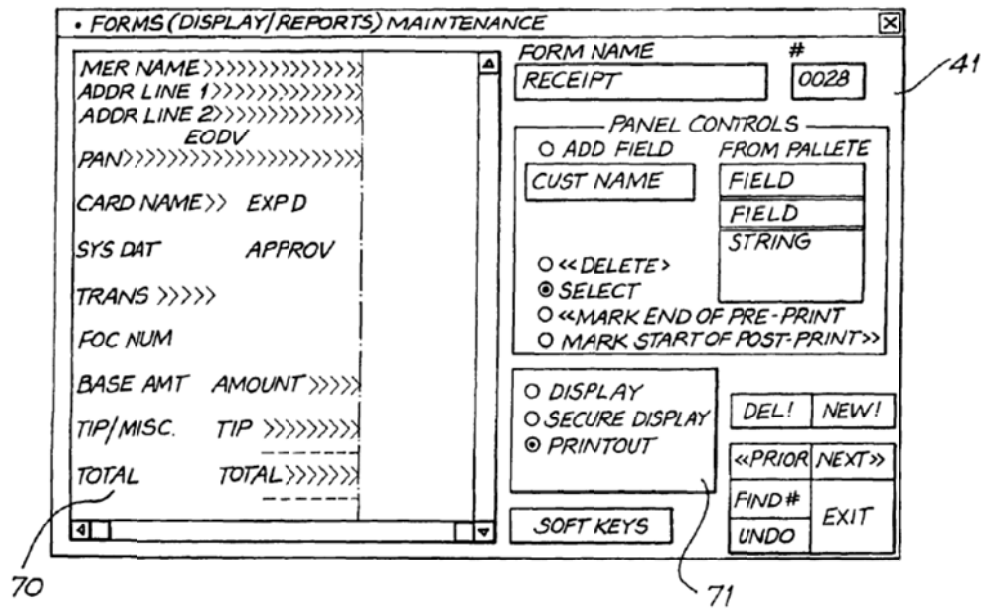 • FORMS (DISPLAY/REPORTS) MAINTENANCE
MER NAME>>>>>>>>>>>>>>
ADDR LINE 1>>>>>>>>>>>>>
ADDR LINE 2>>>>>>>>>>>>>
EODV
PAN>>>>>>>>>>>>>>>>>>>>>
CARD NAME>> EXP D
SYS DAT APPROV
TRANS >>>>>
FOC NUM
BASE AMT AMOUNT >>>>>
TIP/MISC. TIP >>>>>>>>>
TOTAL TOTAL>>>>>>>
FORM NAME #
RECEIPT 0028
PANEL CONTROLS
ADD FIELD FROM PALLETE
CUST NAME FIELD
FIELD
STRING
<<DELETE>
SELECT
<<MARK END OF PRE-PRINT
MARK START OF POST-PRINT>>
DISPLAY
SECURE DISPLAY
PRINTOUT
DEL! NEW!
<<PRIOR NEXT>>
FIND #
EXIT
UNDO
SOFT KEYS
41
70
71